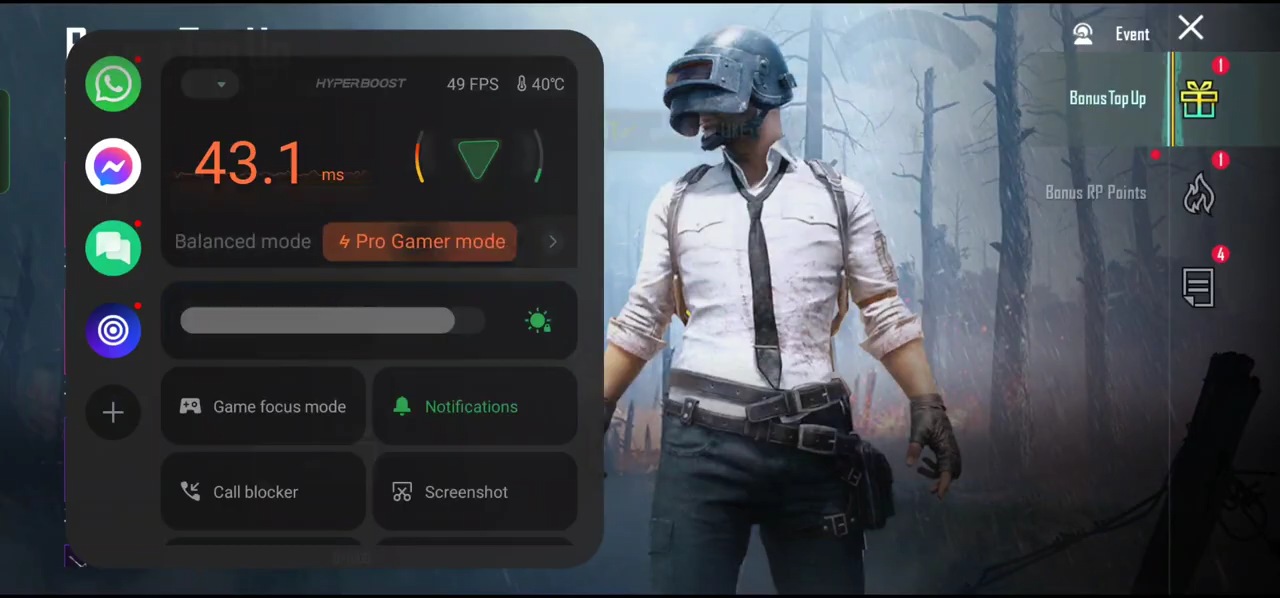 HYPERBOOST
49 FPS
40°C
43.1 ms
Balanced mode
Pro Gamer mode
Game focus mode
Notifications
Call blocker
Screenshot
Event
Bonus Top Up
1
Bonus RP Points
1
4